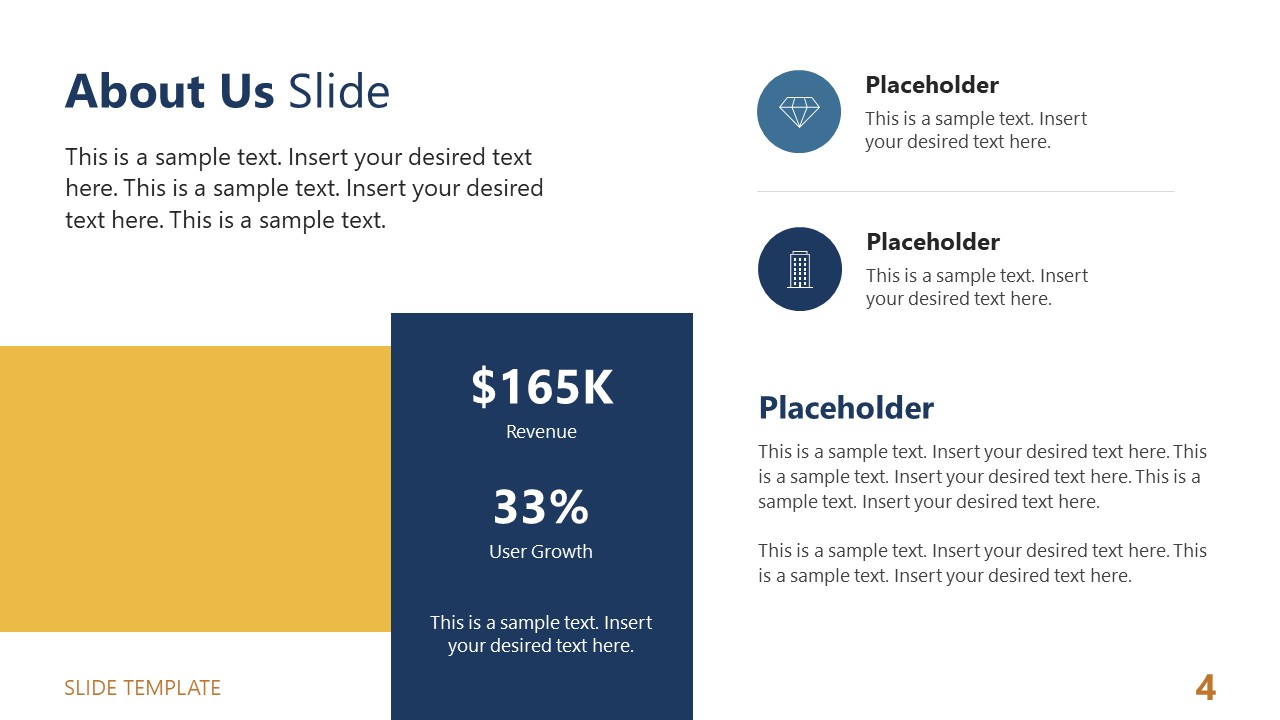 About Us Slide
This is a sample text. Insert your desired text
here. This is a sample text. Insert your desired
text here. This is a sample text.
$165K
Revenue
33%
User Growth
This is a sample text. Insert
your desired text here.
Placeholder
This is a sample text. Insert
your desired text here.
Placeholder
This is a sample text. Insert
your desired text here.
Placeholder
This is a sample text. Insert your desired text here. This
is a sample text. Insert your desired text here. This is a
sample text. Insert your desired text here.
This is a sample text. Insert your desired text here. This
is a sample text. Insert your desired text here.
SLIDE TEMPLATE
4